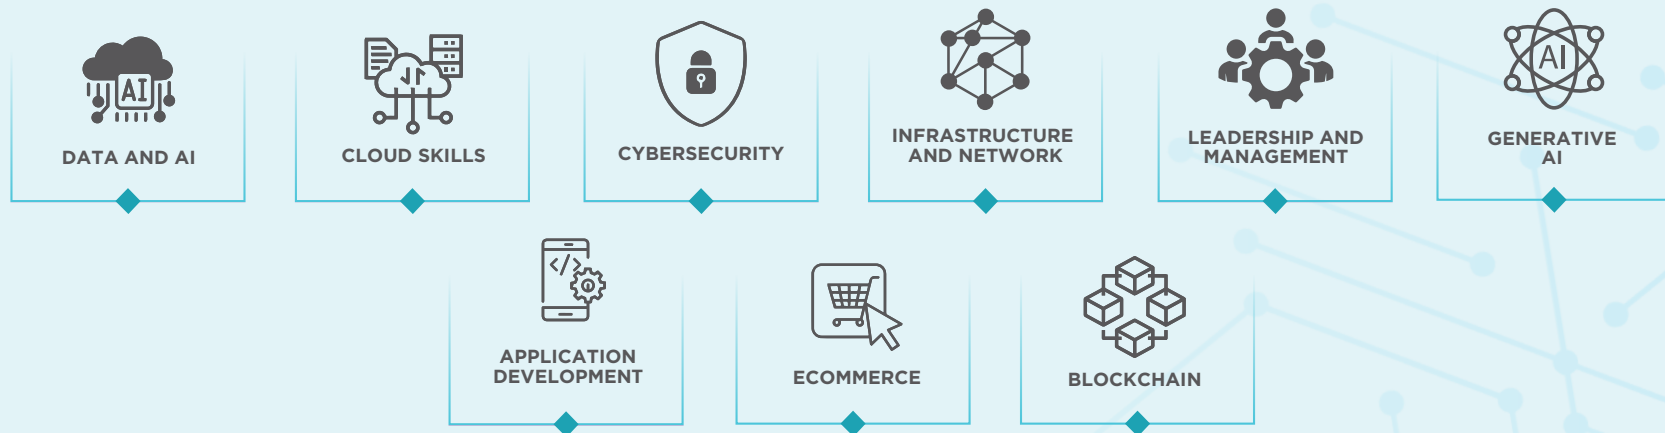 AI
DATA AND AI
CLOUD SKILLS
CYBERSECURITY
INFRASTRUCTURE
AND NETWORK
LEADERSHIP AND
MANAGEMENT
AI
GENERATIVE
AI
</>
APPLICATION
DEVELOPMENT
ECOMMERCE
BLOCKCHAIN